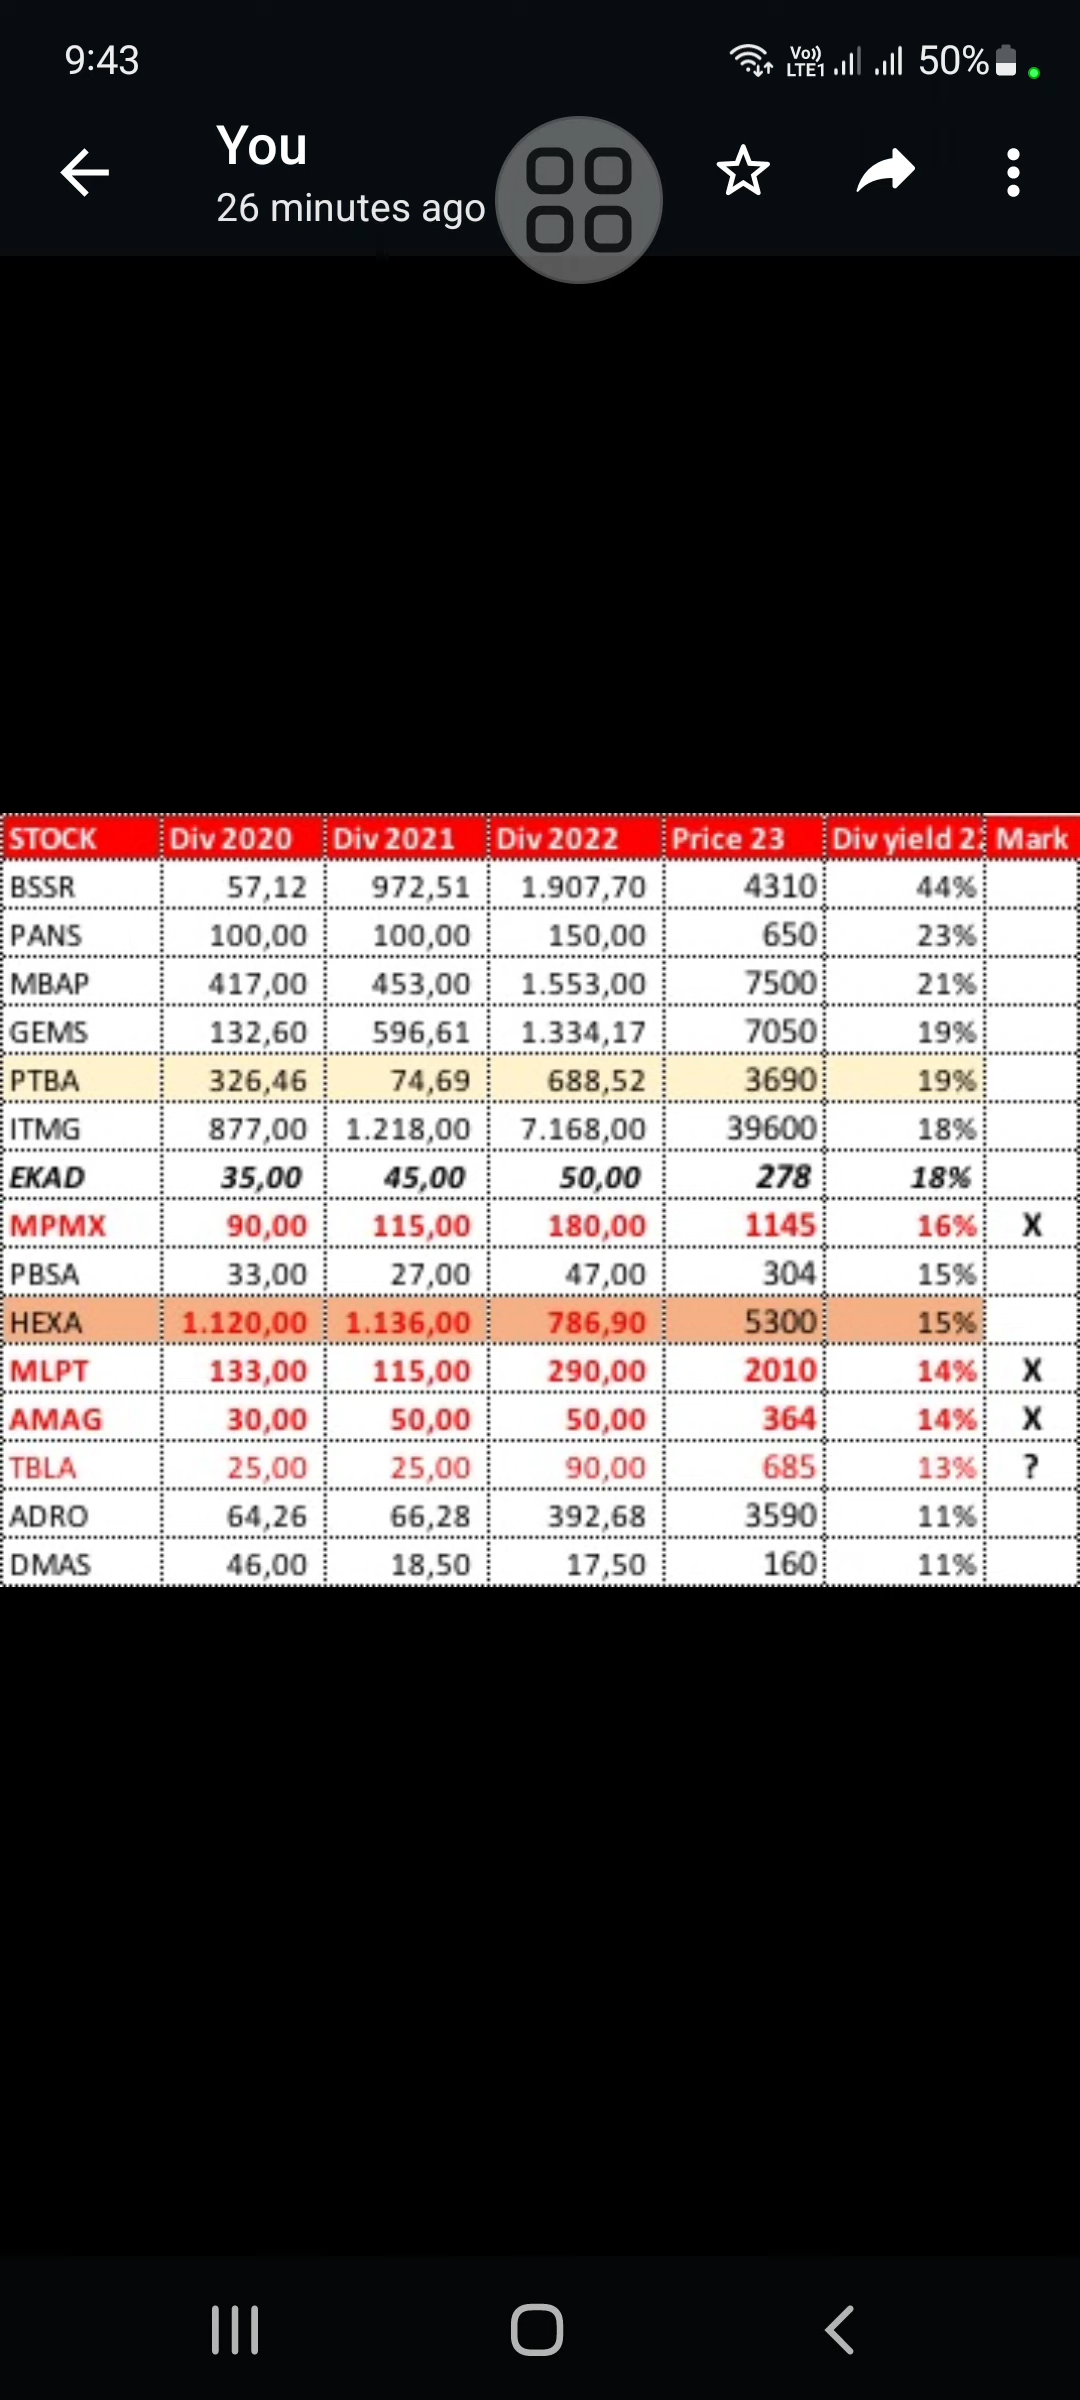 9:43
Vo)) LTE1 50%
You
26 minutes ago
STOCK Div 2020 Div 2021 Div 2022 Price 23 Div yield 2 Mark
BSSR 57,12 972,51 1.907,70 4310 44%
PANS 100,00 100,00 150,00 650 23%
MBAP 417,00 453,00 1.553,00 7500 21%
GEMS 132,60 596,61 1.334,17 7050 19%
PTBA 326,46 74,69 688,52 3690 19%
ITMG 877,00 1.218,00 7.168,00 39600 18%
EKAD 35,00 45,00 50,00 278 18%
MPMX 90,00 115,00 180,00 1145 16% X
PBSA 33,00 27,00 47,00 304 15%
HEXA 1.120,00 1.136,00 786,90 5300 15%
MLPT 133,00 115,00 290,00 2010 14% X
AMAG 30,00 50,00 50,00 364 14% X
TBLA 25,00 25,00 90,00 685 13% ?
ADRO 64,26 66,28 392,68 3590 11%
DMAS 46,00 18,50 17,50 160 11%